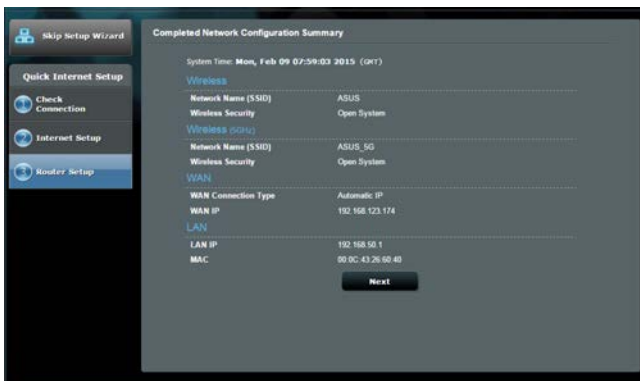 Skip Setup Wizard
Quick Internet Setup
1 Check Connection
2 Internet Setup
3 Router Setup
Completed Network Configuration Summary
System Time: Mon, Feb 09 07:59:03 2015 (GMT)
Wireless
Network Name (SSID) ASUS
Wireless Security Open System
Wireless (5GHz)
Network Name (SSID) ASUS_5G
Wireless Security Open System
WAN
WAN Connection Type Automatic IP
WAN IP 192.168.123.174
LAN
LAN IP 192.168.50.1
MAC 00:0C:43:26:60:40
Next